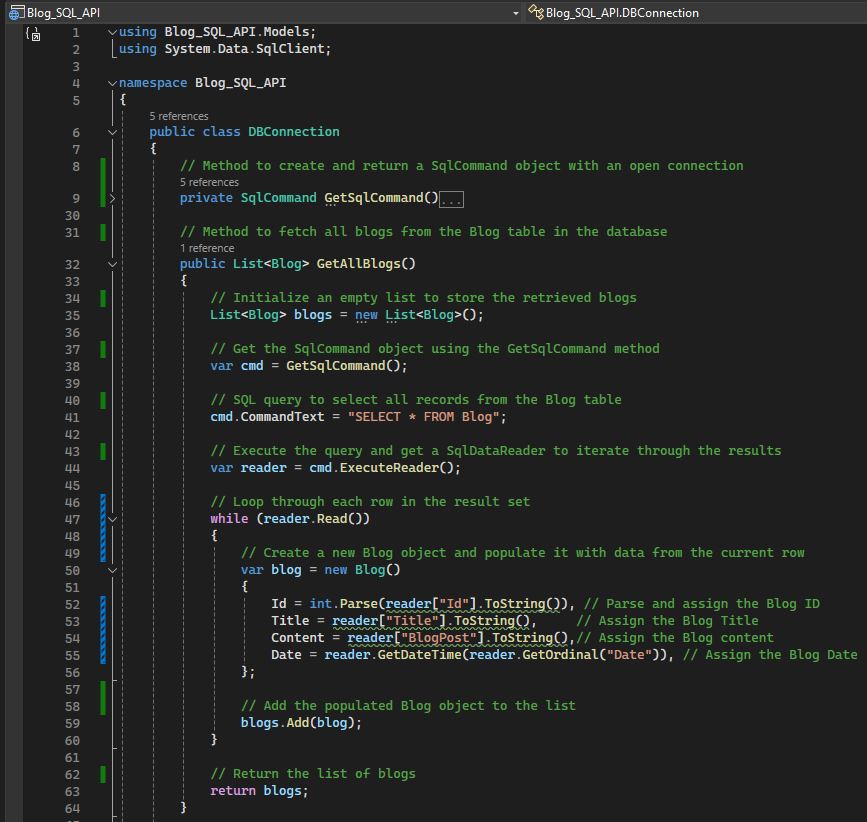 Blog_SQL_API Blog_SQL_API.DBConnection
1 using Blog_SQL_API.Models;
2 using System.Data.SqlClient;
3
4 namespace Blog_SQL_API
5 {
5 references
6 public class DBConnection
7 {
8 // Method to create and return a SqlCommand object with an open connection
5 references
9 private SqlCommand GetSqlCommand()...
30
31 // Method to fetch all blogs from the Blog table in the database
1 reference
32 public List<Blog> GetAllBlogs()
33 {
34 // Initialize an empty list to store the retrieved blogs
35 List<Blog> blogs = new List<Blog>();
36
37 // Get the SqlCommand object using the GetSqlCommand method
38 var cmd = GetSqlCommand();
39
40 // SQL query to select all records from the Blog table
41 cmd.CommandText = "SELECT * FROM Blog";
42
43 // Execute the query and get a SqlDataReader to iterate through the results
44 var reader = cmd.ExecuteReader();
45
46 // Loop through each row in the result set
47 while (reader.Read())
48 {
49 // Create a new Blog object and populate it with data from the current row
50 var blog = new Blog()
51 {
52 Id = int.Parse(reader["Id"].ToString()), // Parse and assign the Blog ID
53 Title = reader["Title"].ToString(), // Assign the Blog Title
54 Content = reader["BlogPost"].ToString(),// Assign the Blog content
55 Date = reader.GetDateTime(reader.GetOrdinal("Date")), // Assign the Blog Date
56 };
57
58 // Add the populated Blog object to the list
59 blogs.Add(blog);
60 }
61
62 // Return the list of blogs
63 return blogs;
64 }